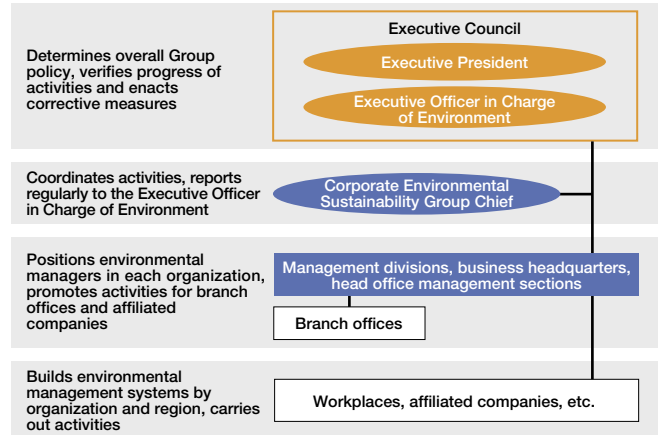 Determines overall Group
policy, verifies progress of
activities and enacts
corrective measures
Executive Council
Executive President
Executive Officer in Charge
of Environment
Coordinates activities, reports
regularly to the Executive Officer
in Charge of Environment
Corporate Environmental
Sustainability Group Chief
Positions environmental
managers in each organization,
promotes activities for branch
offices and affiliated
companies
Management divisions, business headquarters,
head office management sections
Branch offices
Builds environmental
management systems by
organization and region, carries
out activities
Workplaces, affiliated companies, etc.